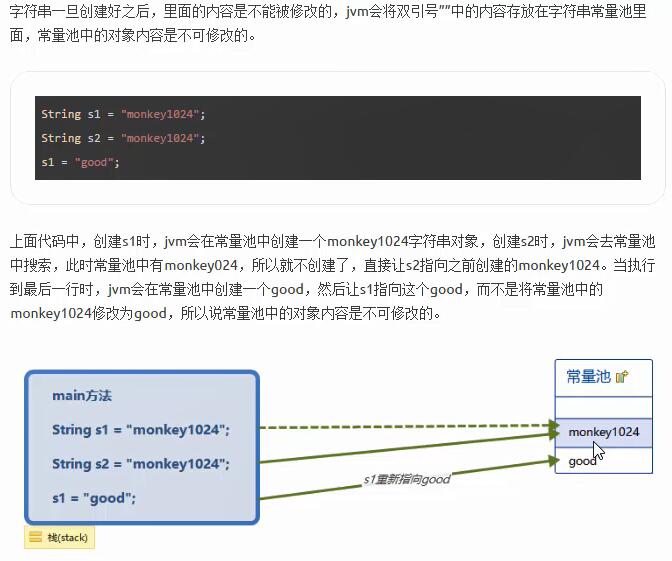 字符串一旦创建好之后，里面的内容是不能被修改的，jvm会将双引号""中的内容存放在字符串常量池里
面，常量池中的对象内容是不可修改的。
String s1 = "monkey1024";
String s2 = "monkey1024";
s1 = "good";
上面代码中，创建s1时，jvm会在常量池中创建一个monkey1024字符串对象，创建s2时，jvm会去常量池
中搜索，此时常量池中有monkey024，所以就不创建了，直接让s2指向之前创建的monkey1024。当执行
到最后一行时，jvm会在常量池中创建一个good，然后让s1指向这个good，而不是将常量池中的
monkey1024修改为good，所以说常量池中的对象内容是不可修改的。
main方法
String s1 = "monkey1024";
String s2 = "monkey1024";
s1 = "good";
栈(stack)
s1重新指向good
常量池
monkey1024
good